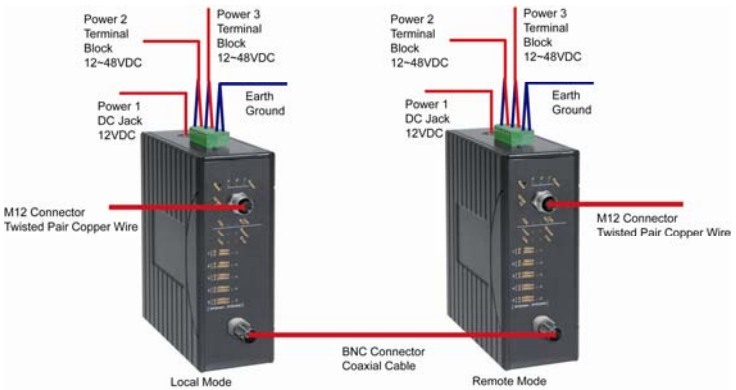 Power 2
Terminal
Block
12~48VDC
Power 3
Terminal
Block
12~48VDC
Power 1
DC Jack
12VDC
Earth
Ground
M12 Connector
Twisted Pair Copper Wire
Local Mode
Power 2
Terminal
Block
12~48VDC
Power 3
Terminal
Block
12~48VDC
Power 1
DC Jack
12VDC
Earth
Ground
M12 Connector
Twisted Pair Copper Wire
Remote Mode
BNC Connector
Coaxial Cable